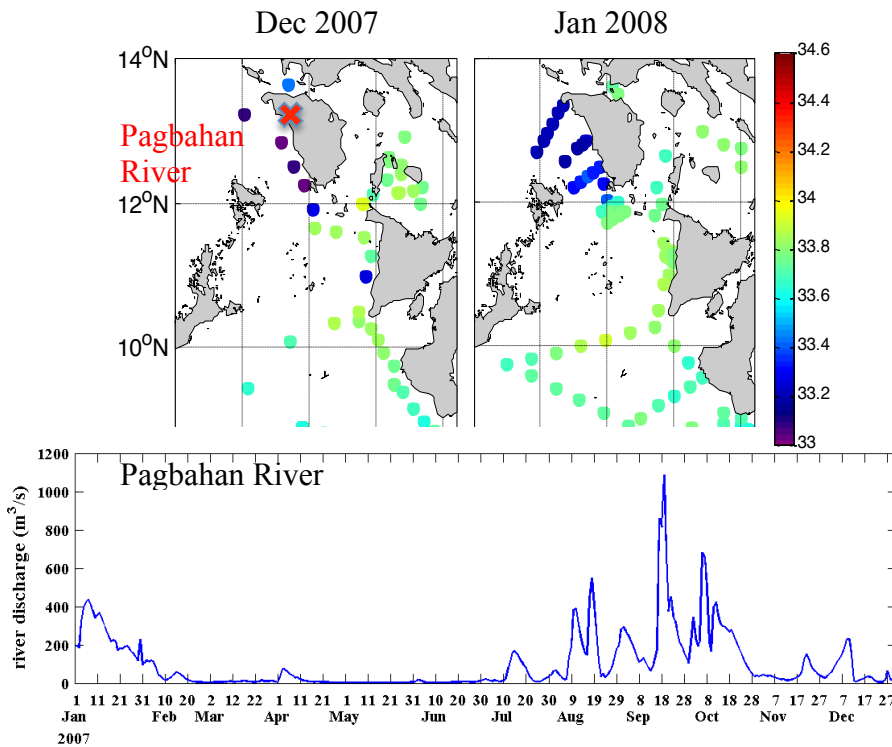 Dec 2007 Jan 2008
14°N
12°N
10°N
Pagbahan
River
34.6
34.4
34.2
34
33.8
33.6
33.4
33.2
33
Pagbahan River
river discharge (m³/s)
1200
1000
800
600
400
200
0
1 11 21 31 10 20 2 12 22 1 11 21 1 11 21 31 10 20 30 10 20 30 9 19 29 8 18 28 8 18 28 7 17 27 7 17 27
Jan Feb Mar Apr May Jun Jul Aug Sep Oct Nov Dec
2007